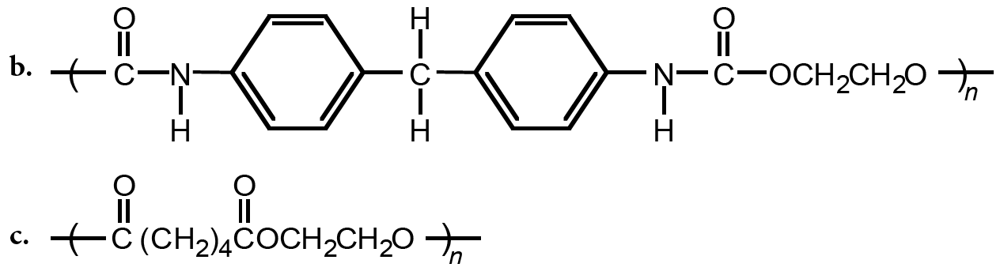 O H O
b. ( C N C N C OCH₂CH₂O )n
H H H
O O
c. ( C (CH₂)₄COCH₂CH₂O )n